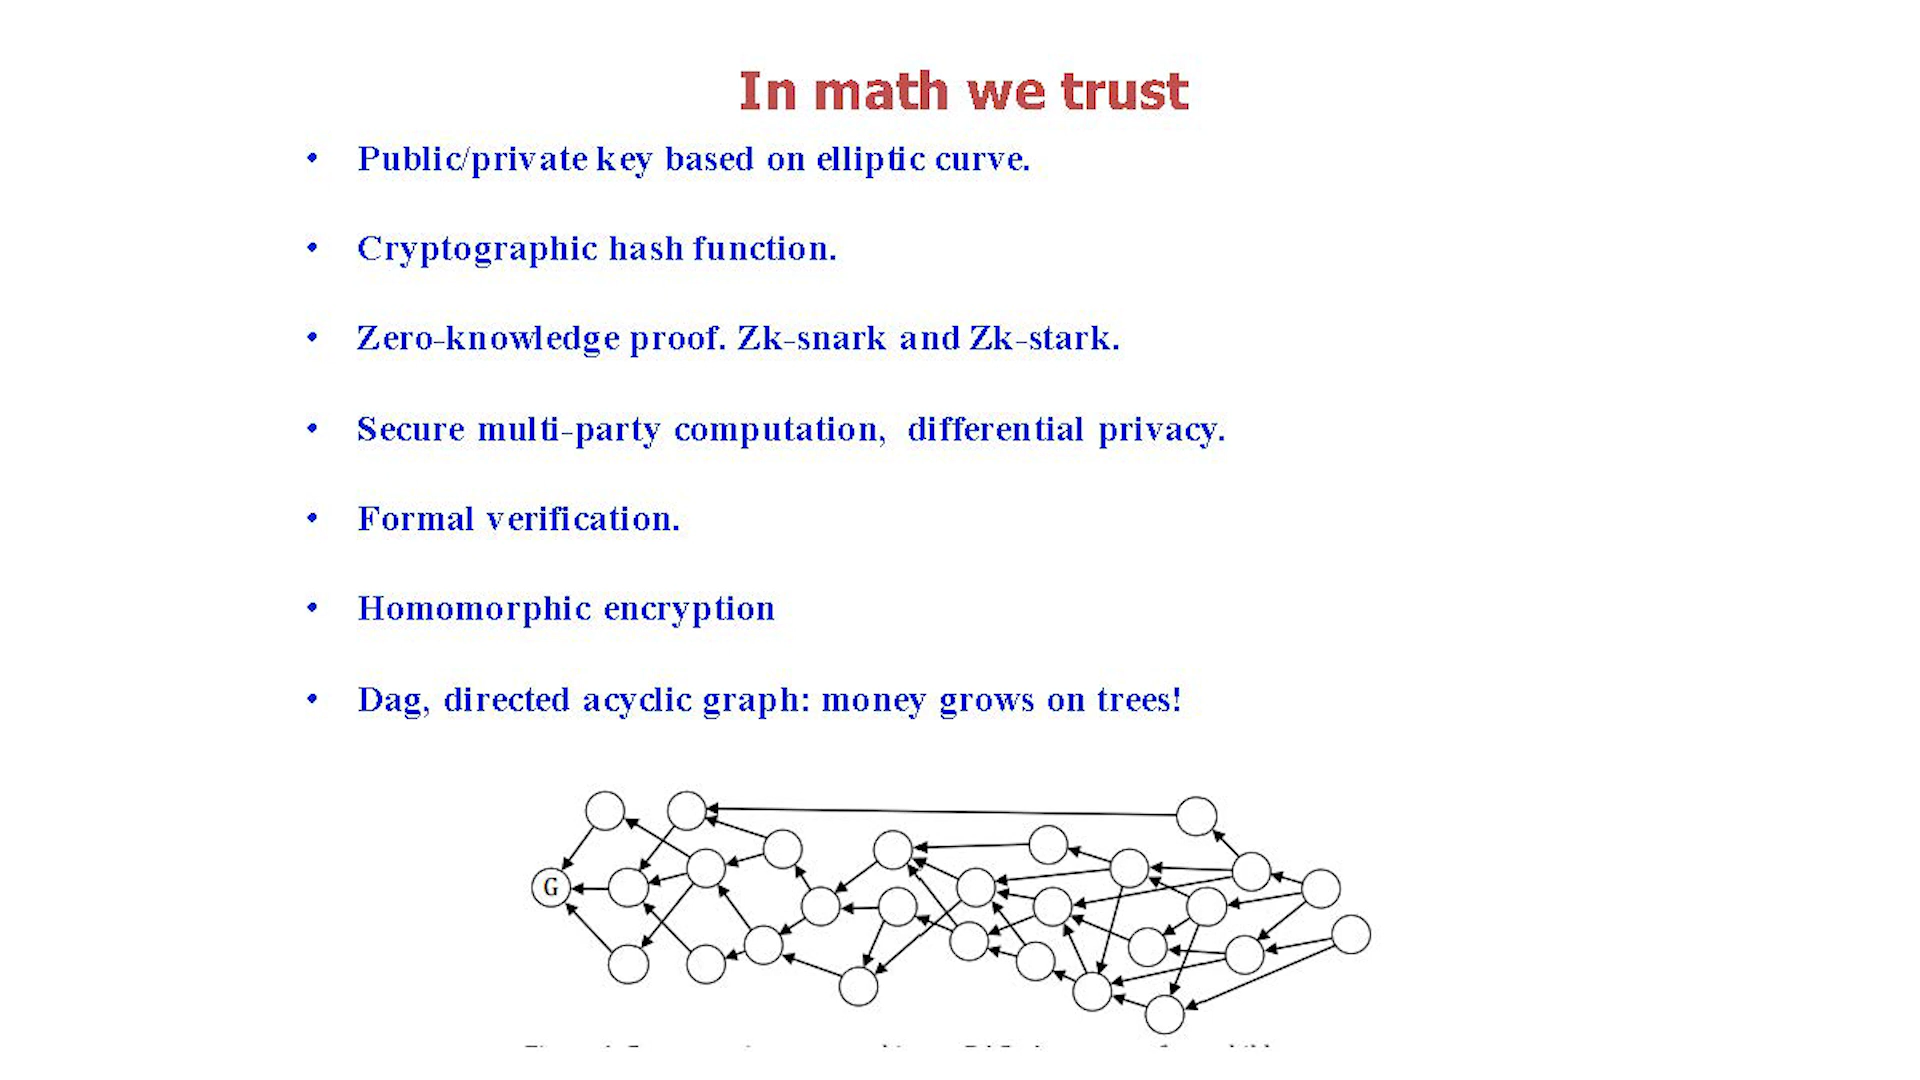 In math we trust
• Public/private key based on elliptic curve.
• Cryptographic hash function.
• Zero-knowledge proof. Zk-snark and Zk-stark.
• Secure multi-party computation, differential privacy.
• Formal verification.
• Homomorphic encryption
• Dag, directed acyclic graph: money grows on trees!
G